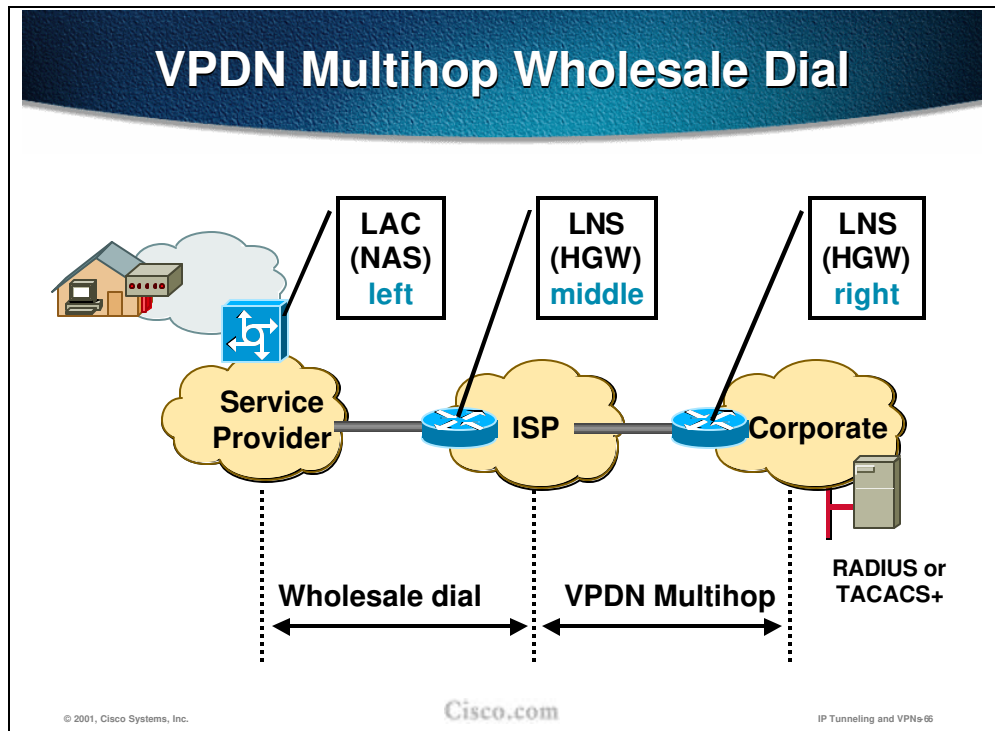 VPDN Multihop Wholesale Dial
LAC
(NAS)
left
LNS
(HGW)
middle
LNS
(HGW)
right
Service
Provider
ISP
Corporate
RADIUS or
TACACS+
Wholesale dial
VPDN Multihop
© 2001, Cisco Systems, Inc.
Cisco.com
IP Tunneling and VPNs-66